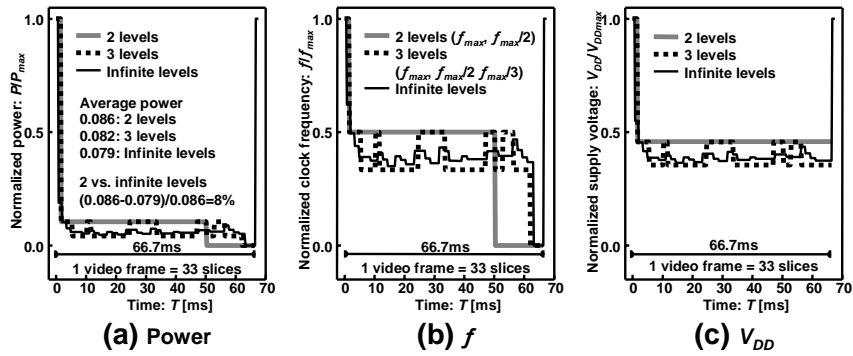 Normalized power: P/Pmax
1.0
0.5
0.0
2 levels
3 levels
Infinite levels
Average power
0.086: 2 levels
0.082: 3 levels
0.079: Infinite levels
2 vs. infinite levels
(0.086-0.079)/0.086=8%
66.7ms
1 video frame = 33 slices
0 10 20 30 40 50 60 70
Time: T [ms]
(a) Power
Normalized clock frequency: f/fmax
1.0
0.5
0.0
2 levels (fmax, fmax/2)
3 levels
(fmax, fmax/2 fmax/3)
Infinite levels
66.7ms
1 video frame = 33 slices
0 10 20 30 40 50 60 70
Time: T [ms]
(b) f
Normalized supply voltage: VDD/VDDmax
1.0
0.5
0.0
2 levels
3 levels
Infinite levels
66.7ms
1 video frame = 33 slices
0 10 20 30 40 50 60 70
Time: T [ms]
(c) VDD